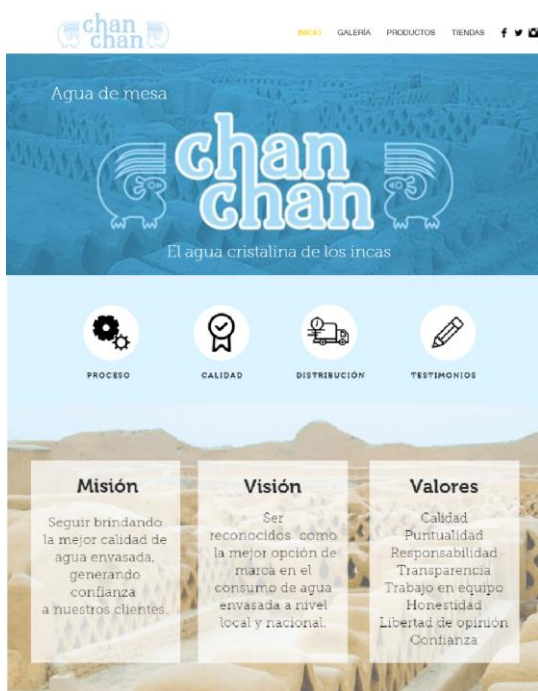 chan
chan
INICIO GALERÍA PRODUCTOS TIENDAS
Agua de mesa
chan
chan
El agua cristalina de los incas
PROCESO CALIDAD DISTRIBUCIÓN TESTIMONIOS
Misión
Seguir brindando
la mejor calidad de
agua envasada,
generando
confianza
a nuestros clientes.
Visión
Ser
reconocidos como
la mejor opción de
marca en el
consumo de agua
envasada a nivel
local y nacional.
Valores
Calidad
Puntualidad
Responsabilidad
Transparencia
Trabajo en equipo
Honestidad
Libertad de opinión
Confianza